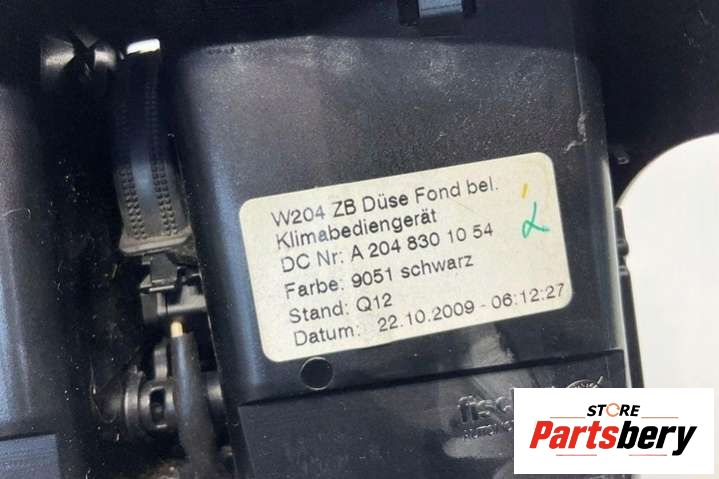 W204 ZB Düse Fond bel.
Klimabediengerät
DC Nr: A 204 830 10 54
Farbe: 9051 schwarz
Stand: Q12
Datum: 22.10.2009 - 06:12:27
STORE
Partsbery